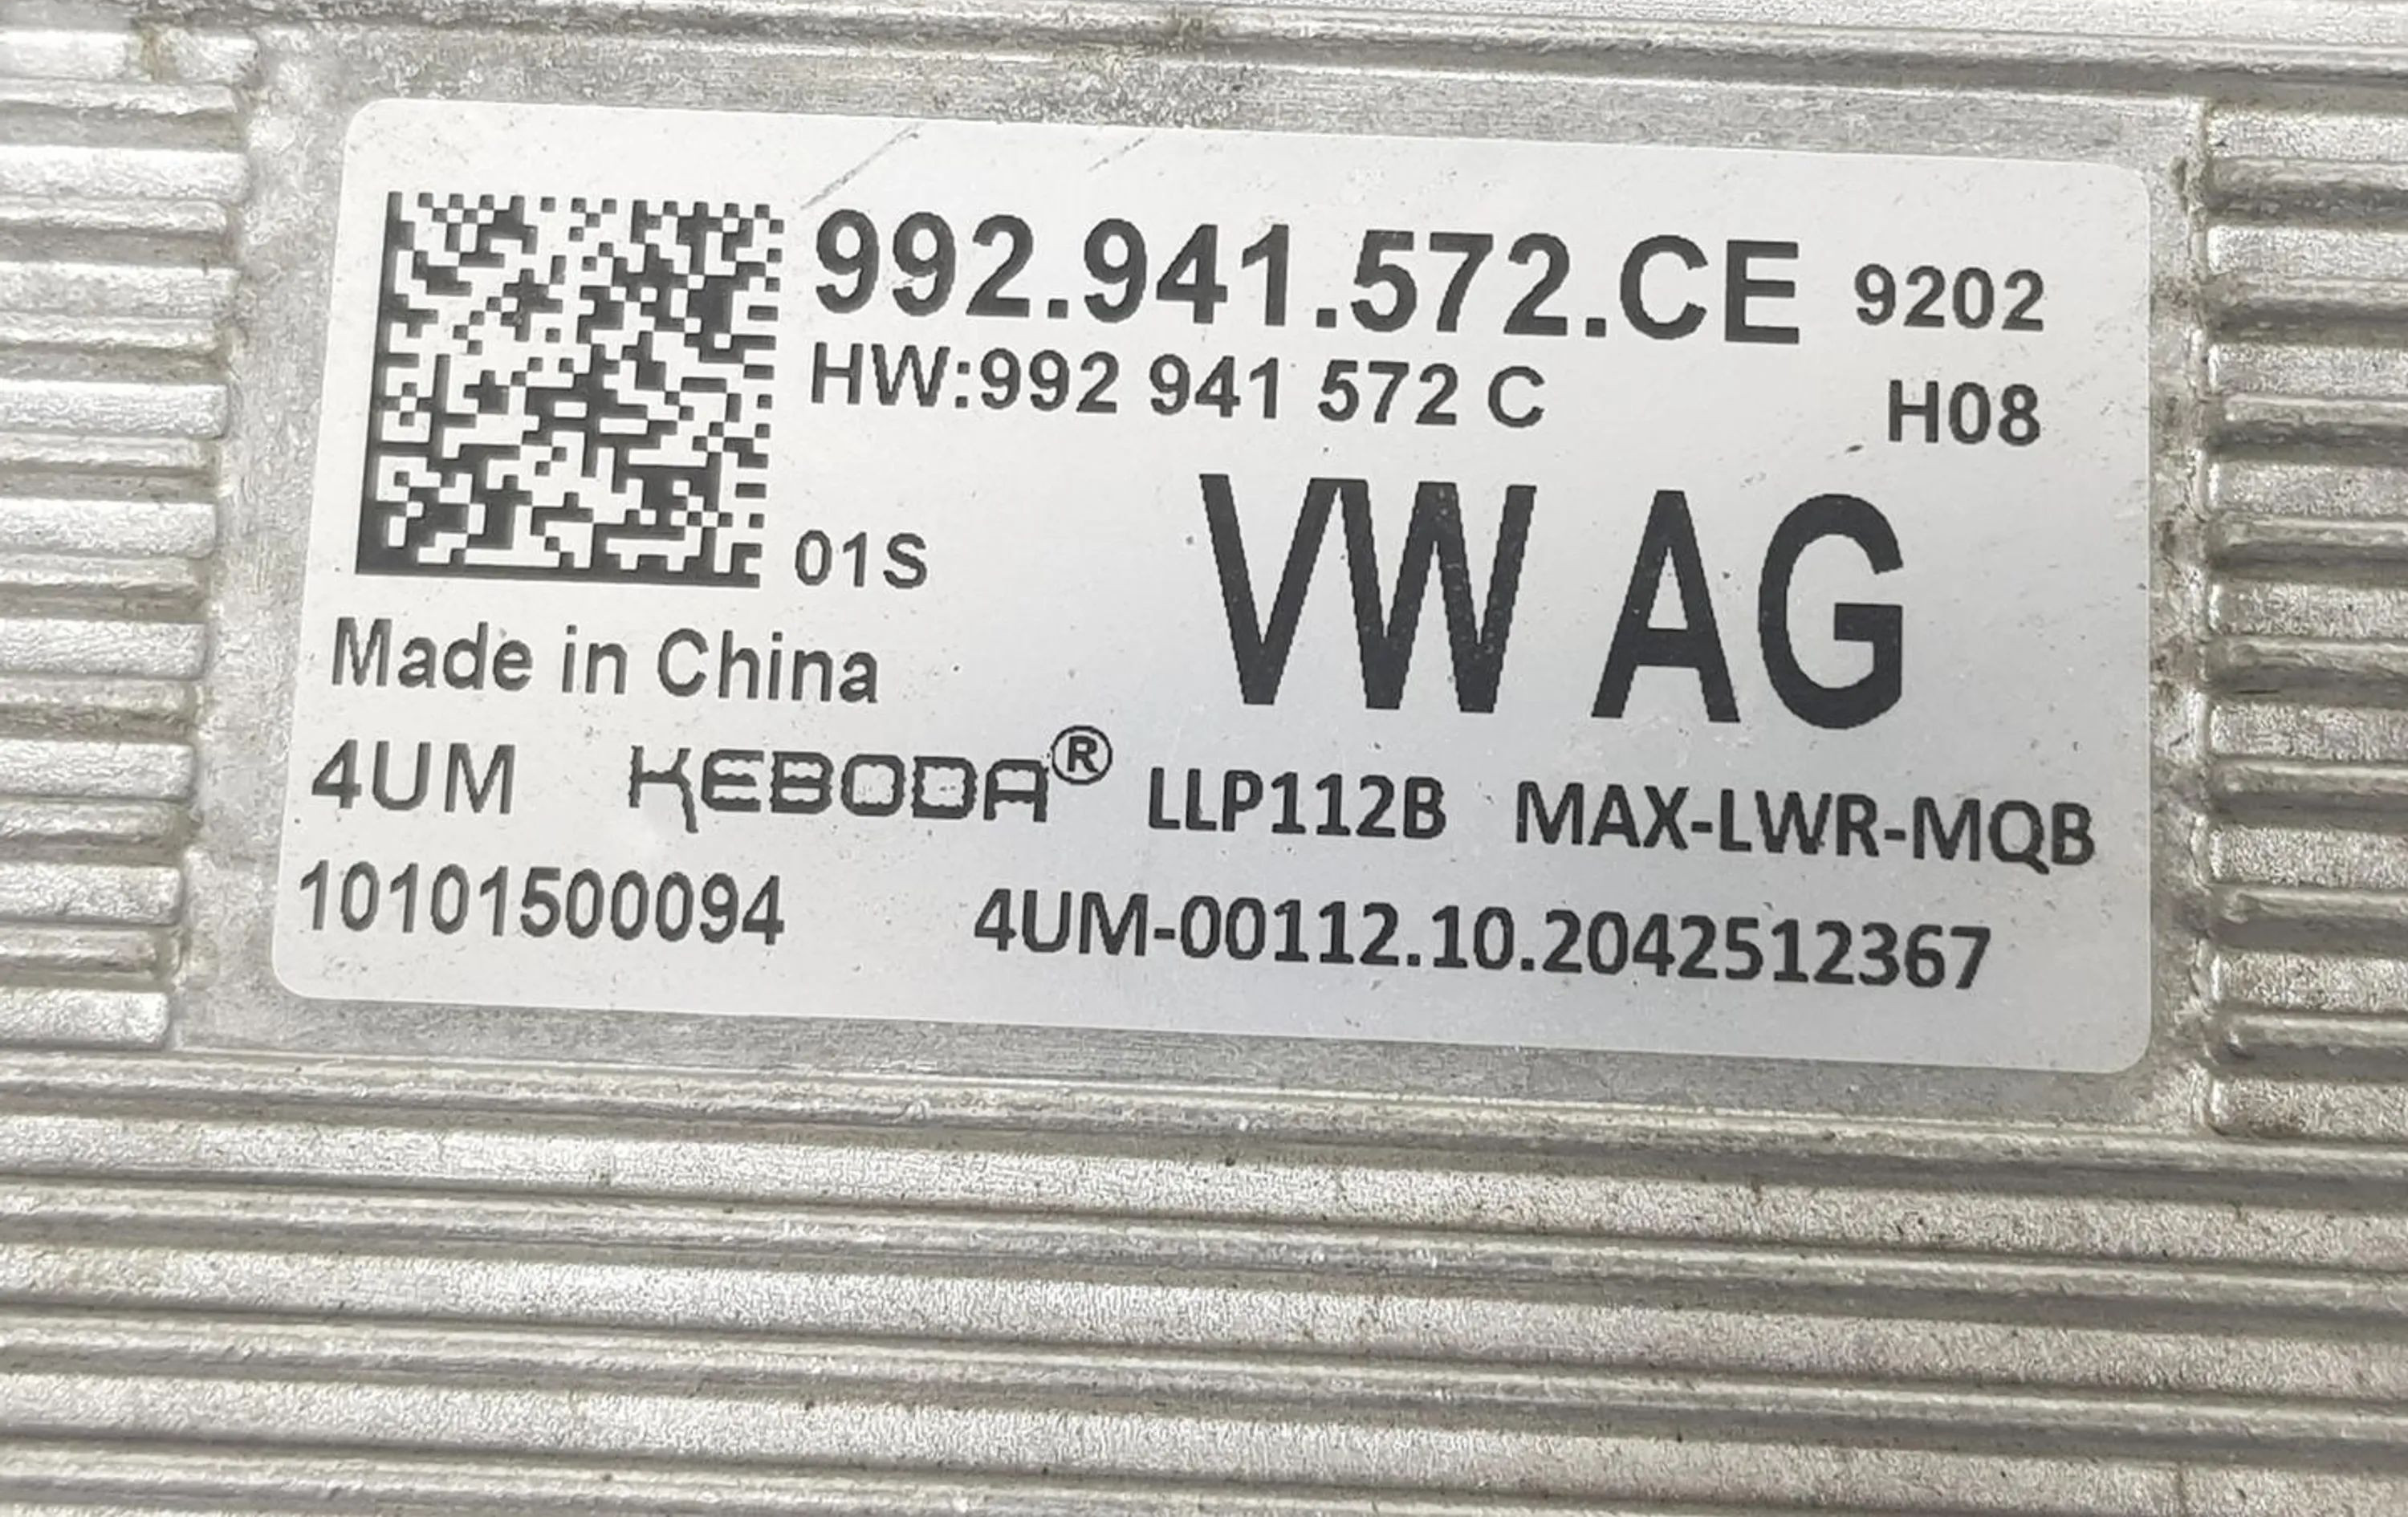 992.941.572.CE 9202
HW:992 941 572 C H08
VW AG
01S
Made in China
4UM KEBODA® LLP112B MAX-LWR-MQB
10101500094 4UM-00112.10.2042512367